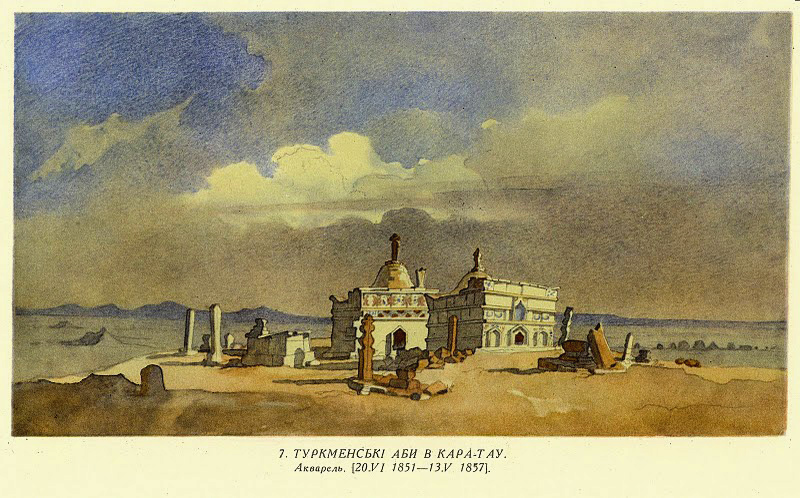 7. ТУРКМЕНСЬКІ АБИ В КАРА-ТАУ.
Акварель. [20.VI 1851—13.V 1857].